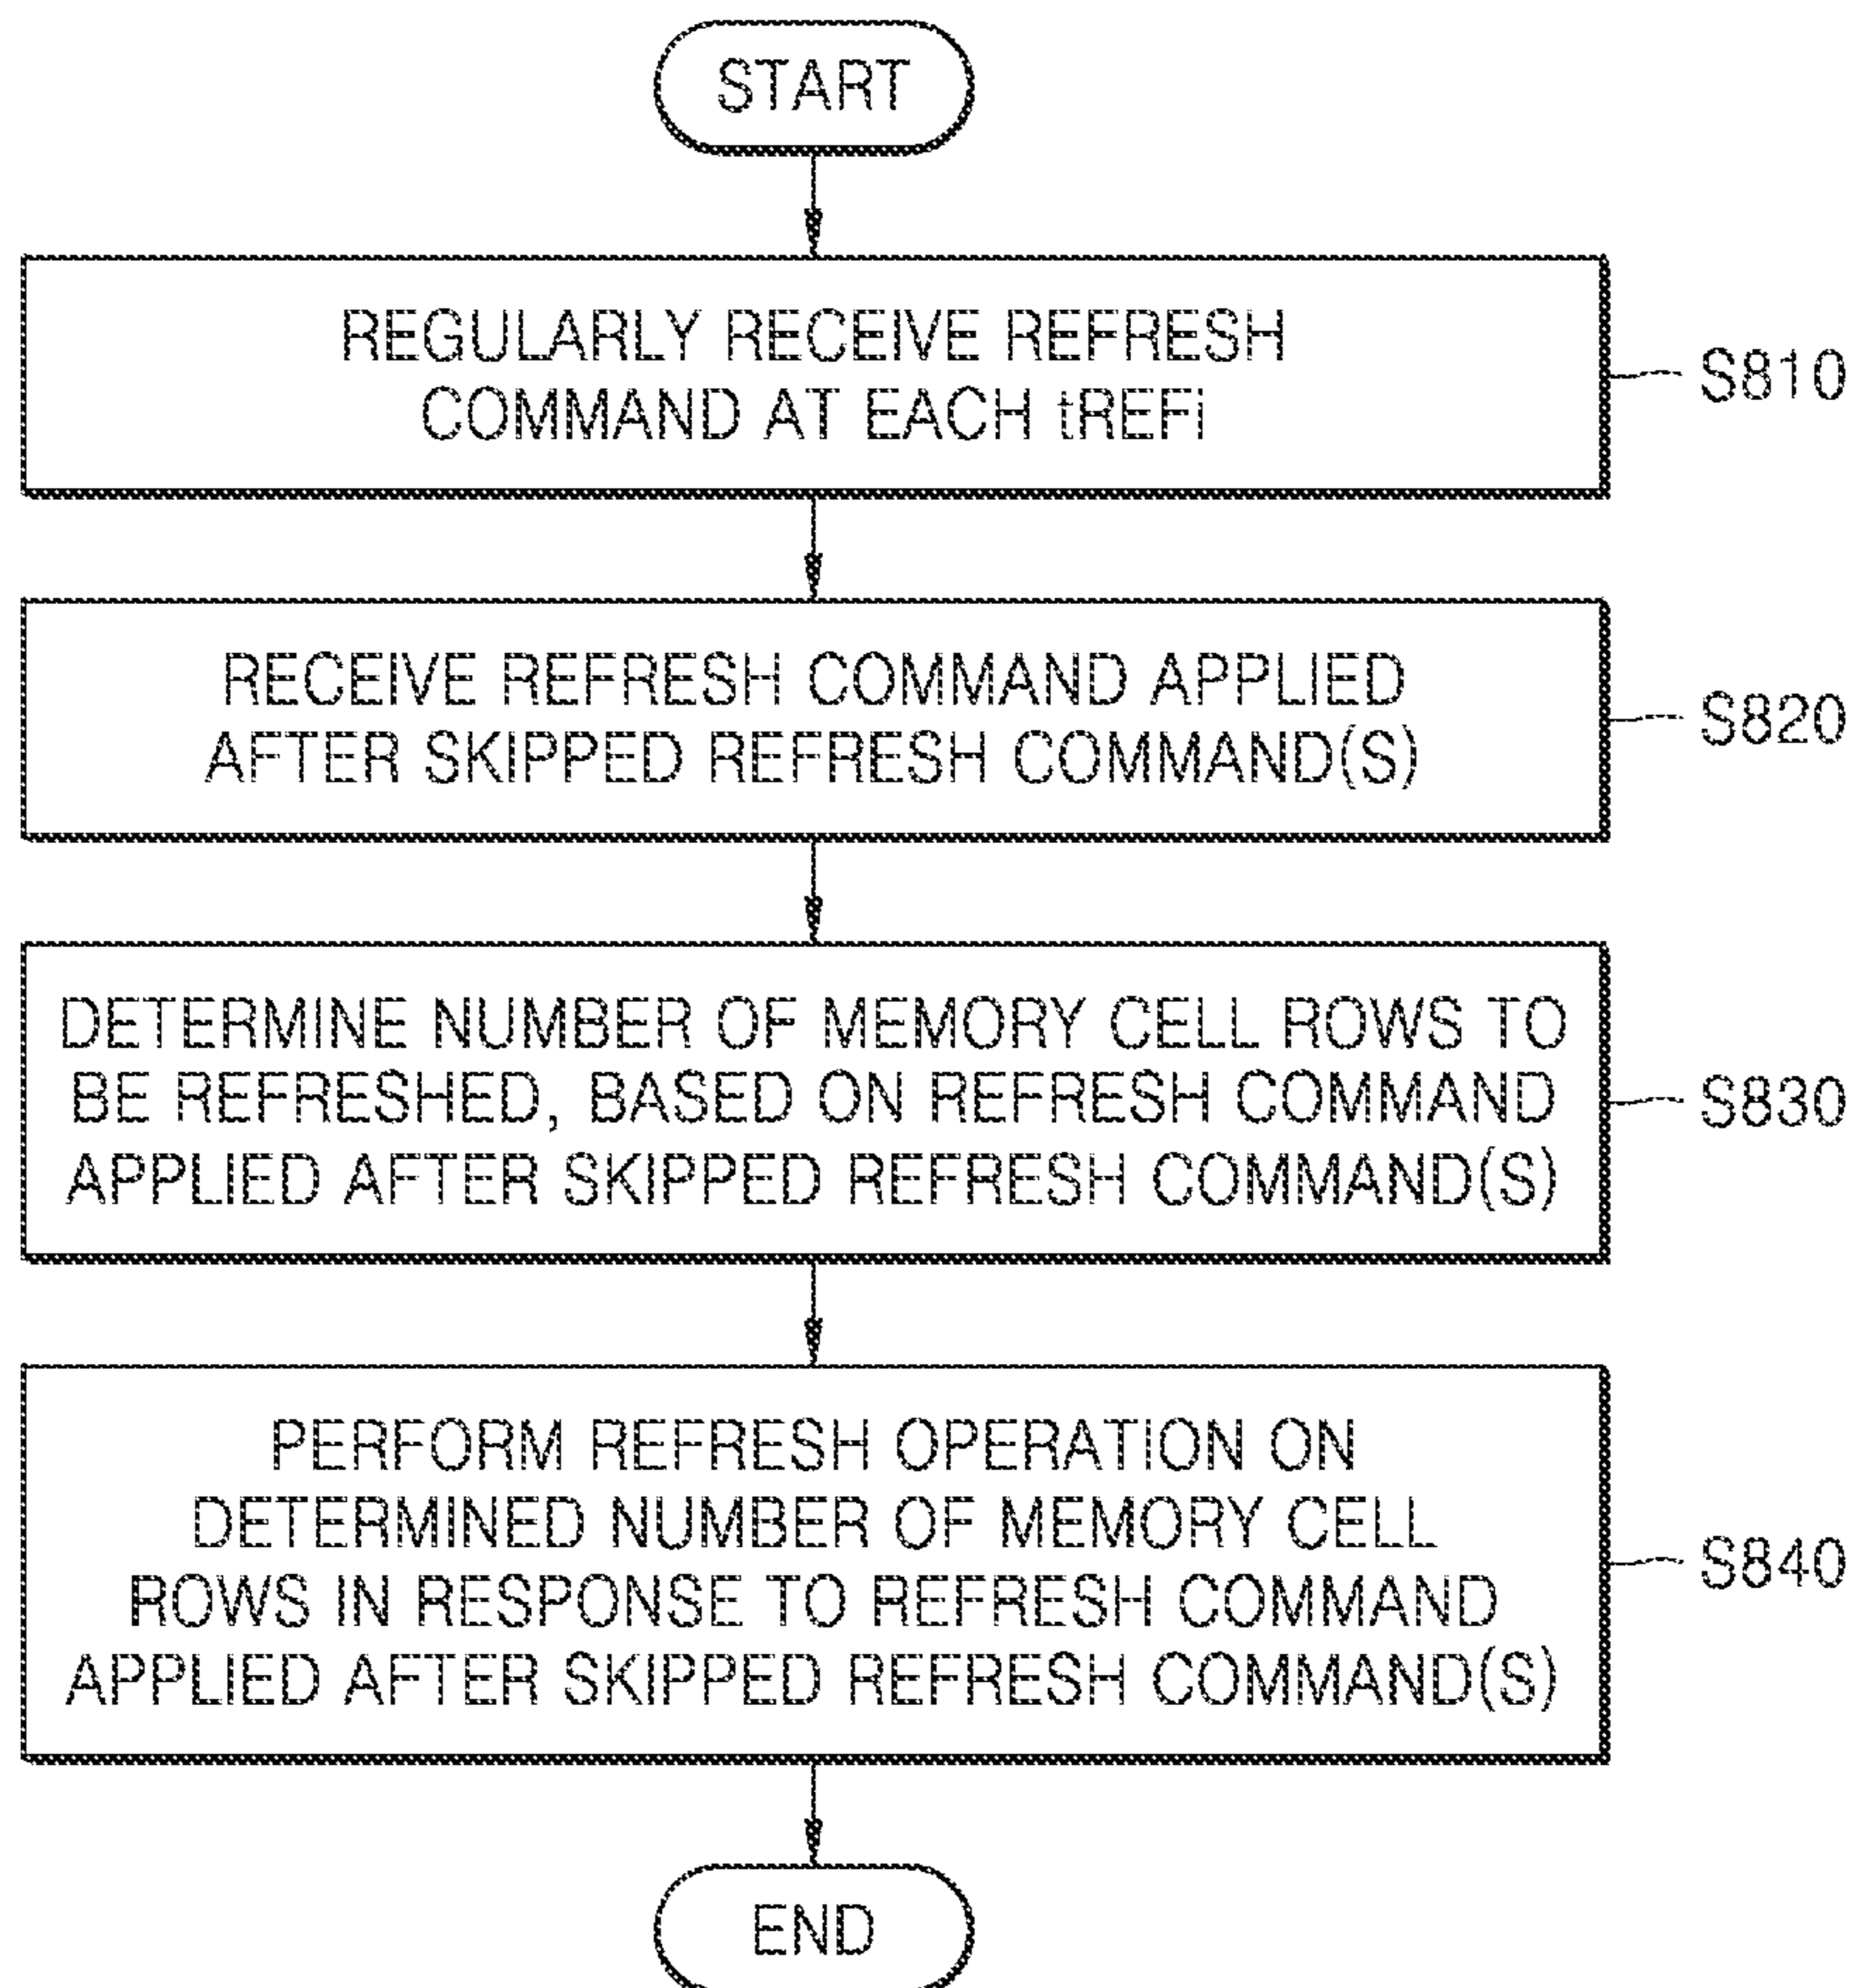 START
REGULARLY RECEIVE REFRESH
COMMAND AT EACH tREFi
S810
RECEIVE REFRESH COMMAND APPLIED
AFTER SKIPPED REFRESH COMMAND(S)
S820
DETERMINE NUMBER OF MEMORY CELL ROWS TO
BE REFRESHED, BASED ON REFRESH COMMAND
APPLIED AFTER SKIPPED REFRESH COMMAND(S)
S830
PERFORM REFRESH OPERATION ON
DETERMINED NUMBER OF MEMORY CELL
ROWS IN RESPONSE TO REFRESH COMMAND
APPLIED AFTER SKIPPED REFRESH COMMAND(S)
S840
END